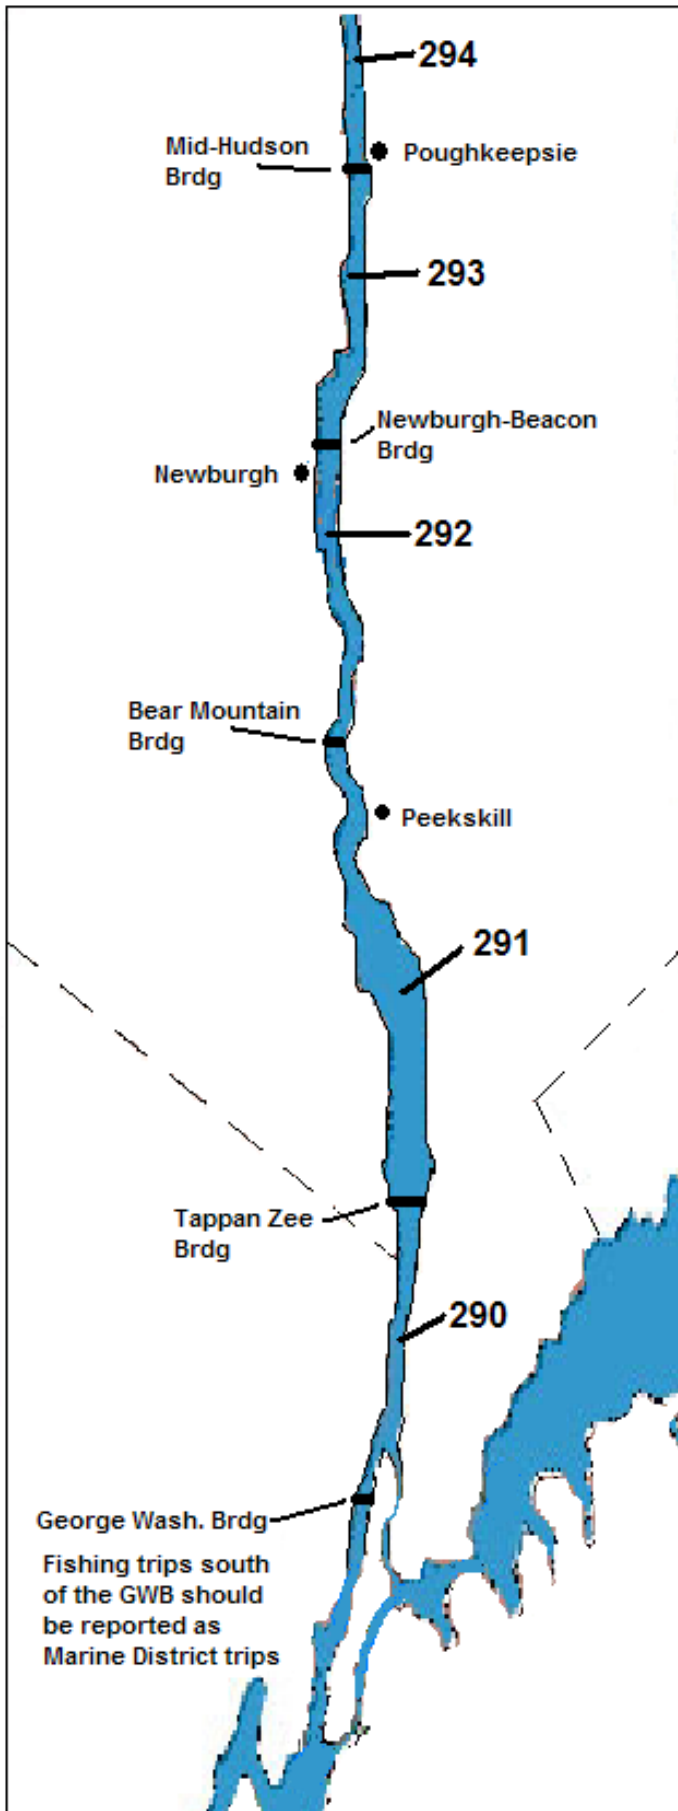 294
Mid-Hudson
Brdg
Poughkeepsie
293
Newburgh-Beacon
Brdg
Newburgh
292
Bear Mountain
Brdg
Peekskill
291
Tappan Zee
Brdg
290
George Wash. Brdg
Fishing trips south
of the GWB should
be reported as
Marine District trips